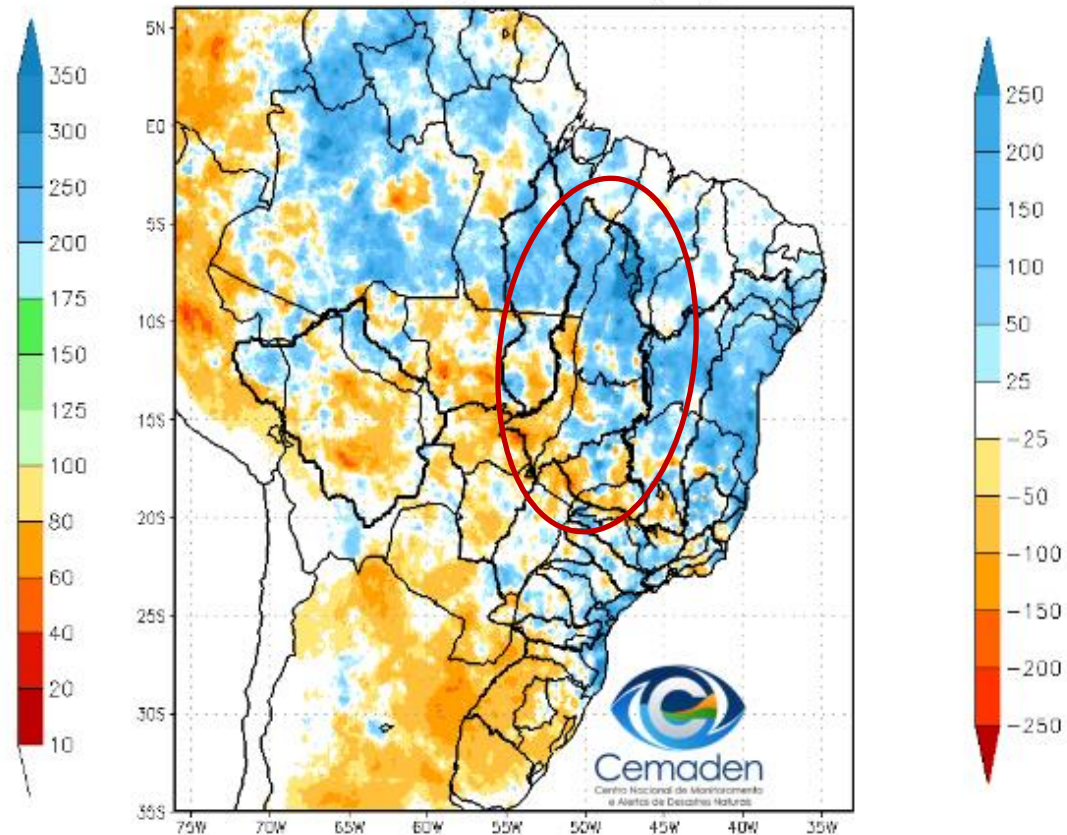 350
300
250
200
175
150
125
100
80
60
40
20
10
5N
EQ
5S
10S
15S
20S
25S
30S
35S
75W
70W
65W
60W
55W
50W
45W
40W
35W
Cemaden
Centro Nacional de Monitoramento
e Alertas de Desastres Naturais
250
200
150
100
50
25
-25
-50
-100
-150
-200
-250